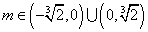 m ∈ (−∛2, 0) ⋃ (0, ∛2)